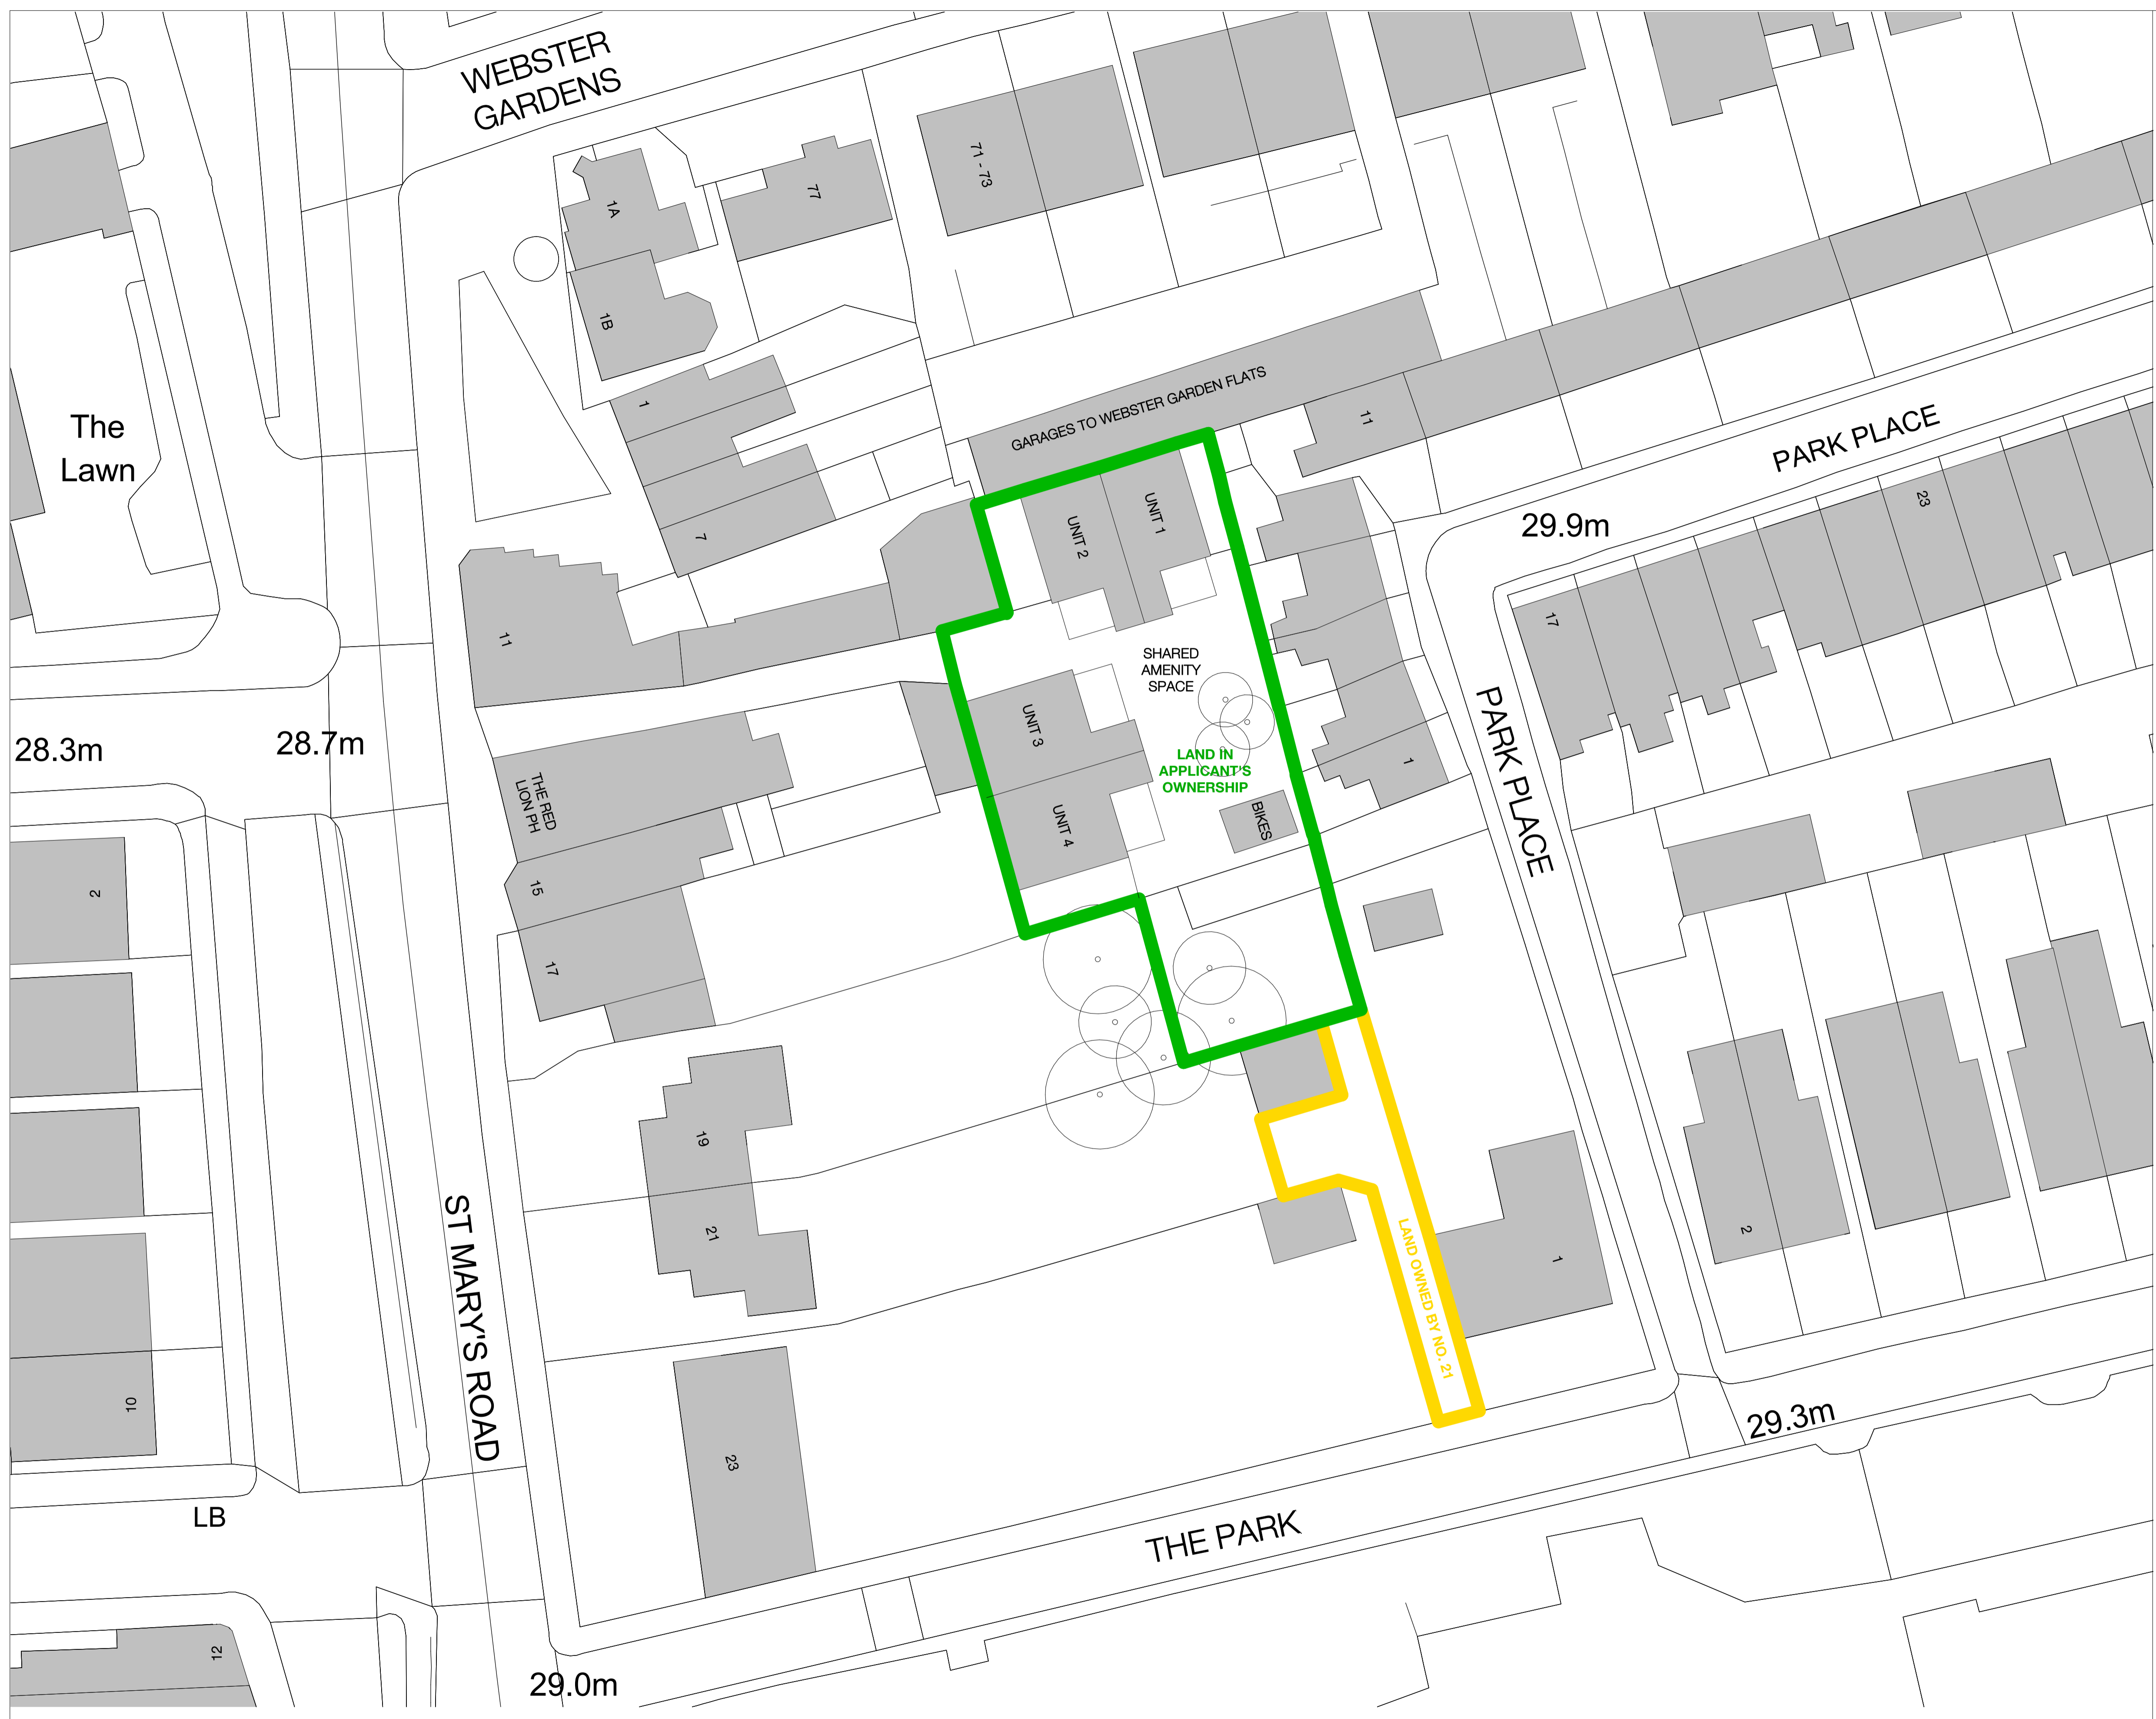 WEBSTER
GARDENS
1A
77
71 - 73
1B
1
The
Lawn
GARAGES TO WEBSTER GARDEN FLATS
11
PARK PLACE
7
UNIT 2
UNIT 1
29.9m
23
17
11
SHARED
AMENITY
SPACE
28.3m
28.7m
UNIT 3
PARK PLACE
LAND IN
APPLICANT'S
OWNERSHIP
1
THE RED
LION PH
UNIT 4
BIKES
2
15
17
19
21
ST MARY'S ROAD
LAND OWNED BY NO. 21
1
2
10
23
29.3m
LB
THE PARK
12
29.0m